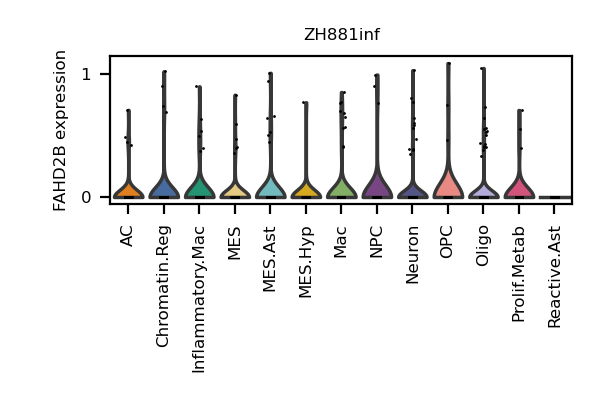 ZH881inf
FAHD2B expression
1
0
AC
Chromatin.Reg
Inflammatory.Mac
MES
MES.Ast
MES.Hyp
Mac
NPC
Neuron
OPC
Oligo
Prolif.Metab
Reactive.Ast